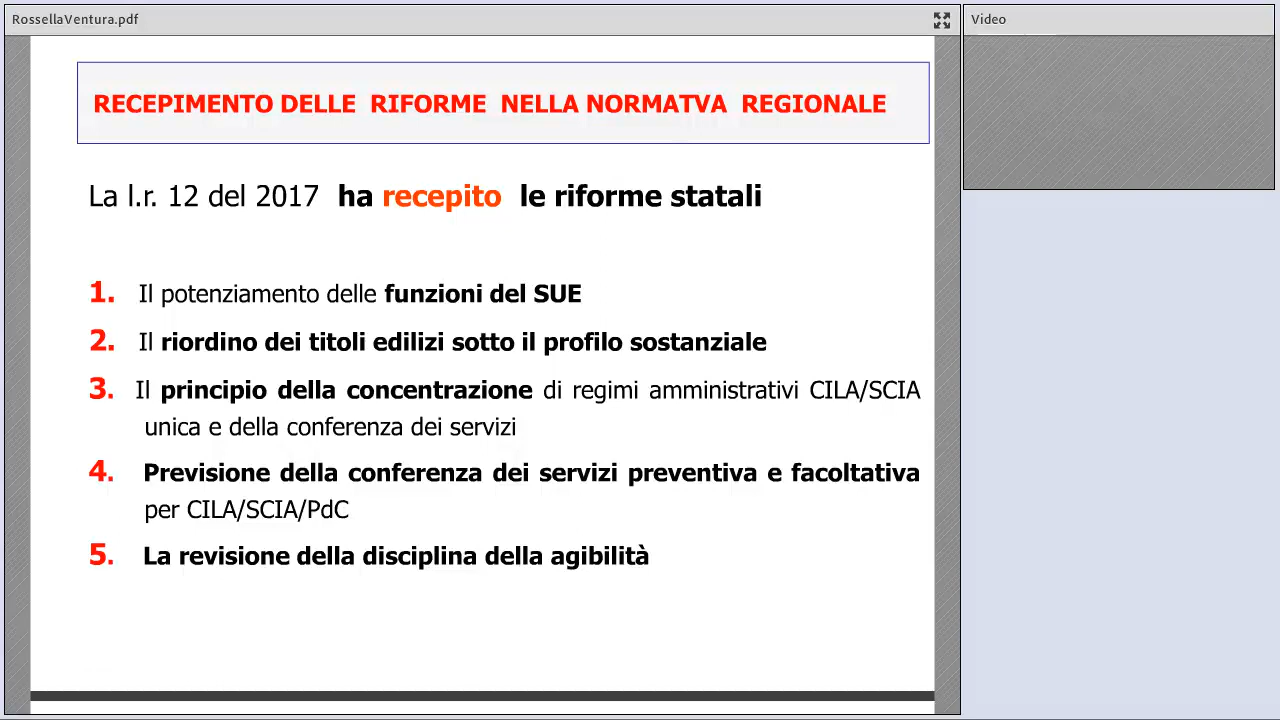 RossellaVentura.pdf
Video
RECEPIMENTO DELLE RIFORME NELLA NORMATVA REGIONALE
La l.r. 12 del 2017 ha recepito le riforme statali
1. Il potenziamento delle funzioni del SUE
2. Il riordino dei titoli edilizi sotto il profilo sostanziale
3. Il principio della concentrazione di regimi amministrativi CILA/SCIA
unica e della conferenza dei servizi
4. Previsione della conferenza dei servizi preventiva e facoltativa
per CILA/SCIA/PdC
5. La revisione della disciplina della agibilità